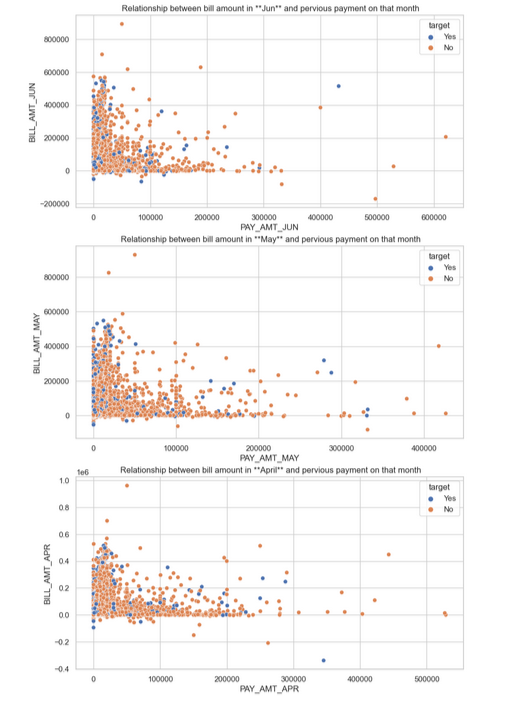 Relationship between bill amount in **Jun** and pervious payment on that month
target
Yes
No
BILL_AMT_JUN
800000
600000
400000
200000
0
−200000
0 100000 200000 300000 400000 500000 600000
PAY_AMT_JUN
Relationship between bill amount in **May** and pervious payment on that month
target
Yes
No
BILL_AMT_MAY
800000
600000
400000
200000
0
0 100000 200000 300000 400000
PAY_AMT_MAY
Relationship between bill amount in **April** and pervious payment on that month
1e6
target
Yes
No
BILL_AMT_APR
1.0
0.8
0.6
0.4
0.2
0.0
−0.2
−0.4
0 100000 200000 300000 400000 500000
PAY_AMT_APR